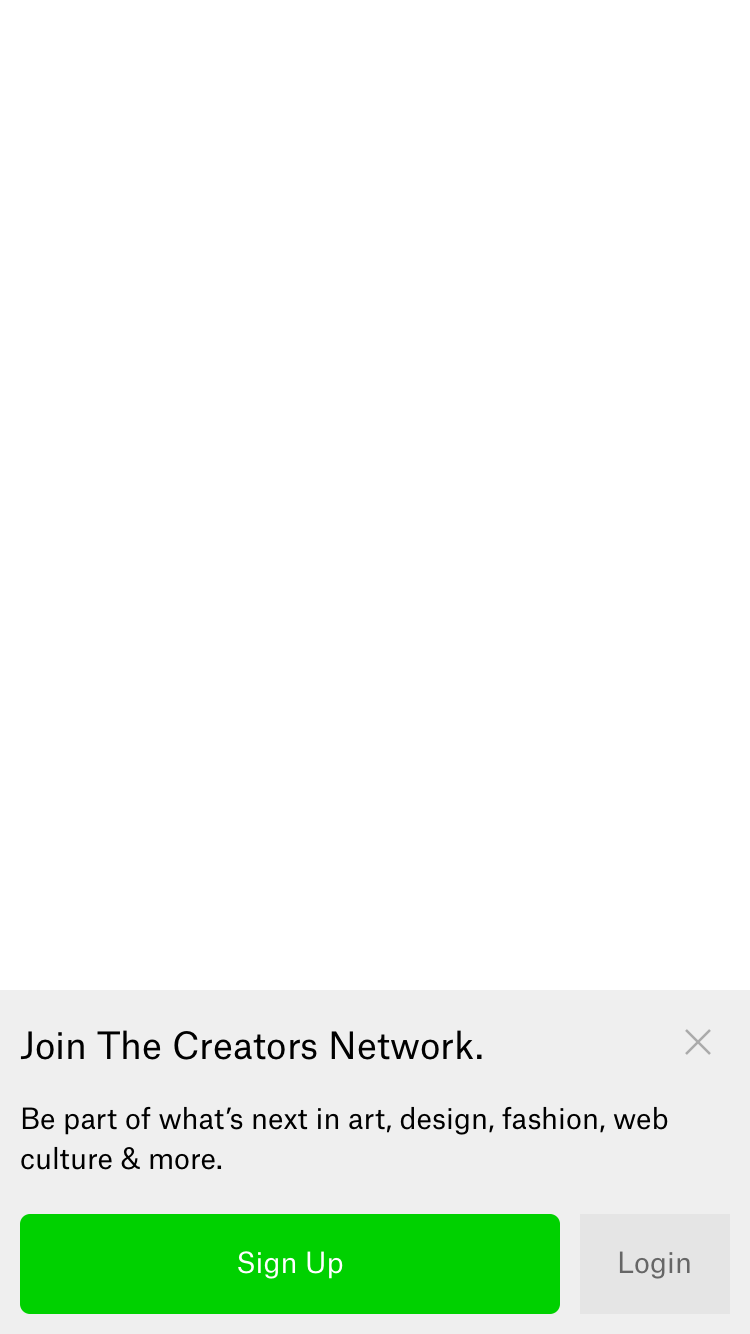 Join The Creators Network.
Be part of what’s next in art, design, fashion, web
culture & more.
Sign Up
Login